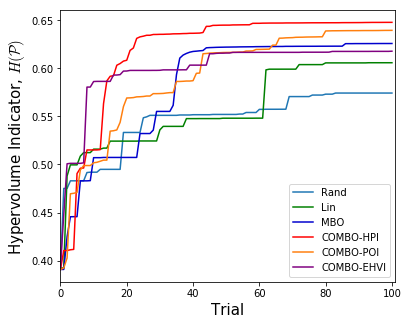 Hypervolume Indicator, H(𝒫)
0.65
0.60
0.55
0.50
0.45
0.40
0
20
40
60
80
100
Trial
Rand
Lin
MBO
COMBO-HPI
COMBO-POI
COMBO-EHVI